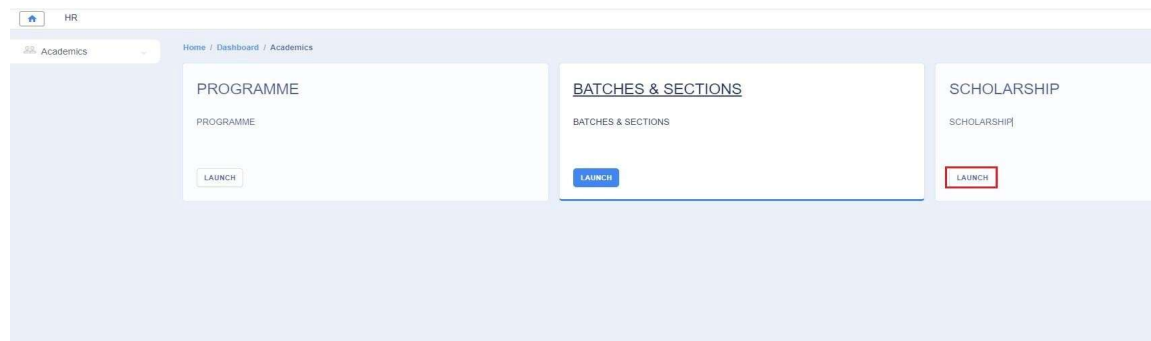 HR
Academics
Home / Dashboard / Academics
PROGRAMME
PROGRAMME
LAUNCH
BATCHES & SECTIONS
BATCHES & SECTIONS
LAUNCH
SCHOLARSHIP
SCHOLARSHIP
LAUNCH